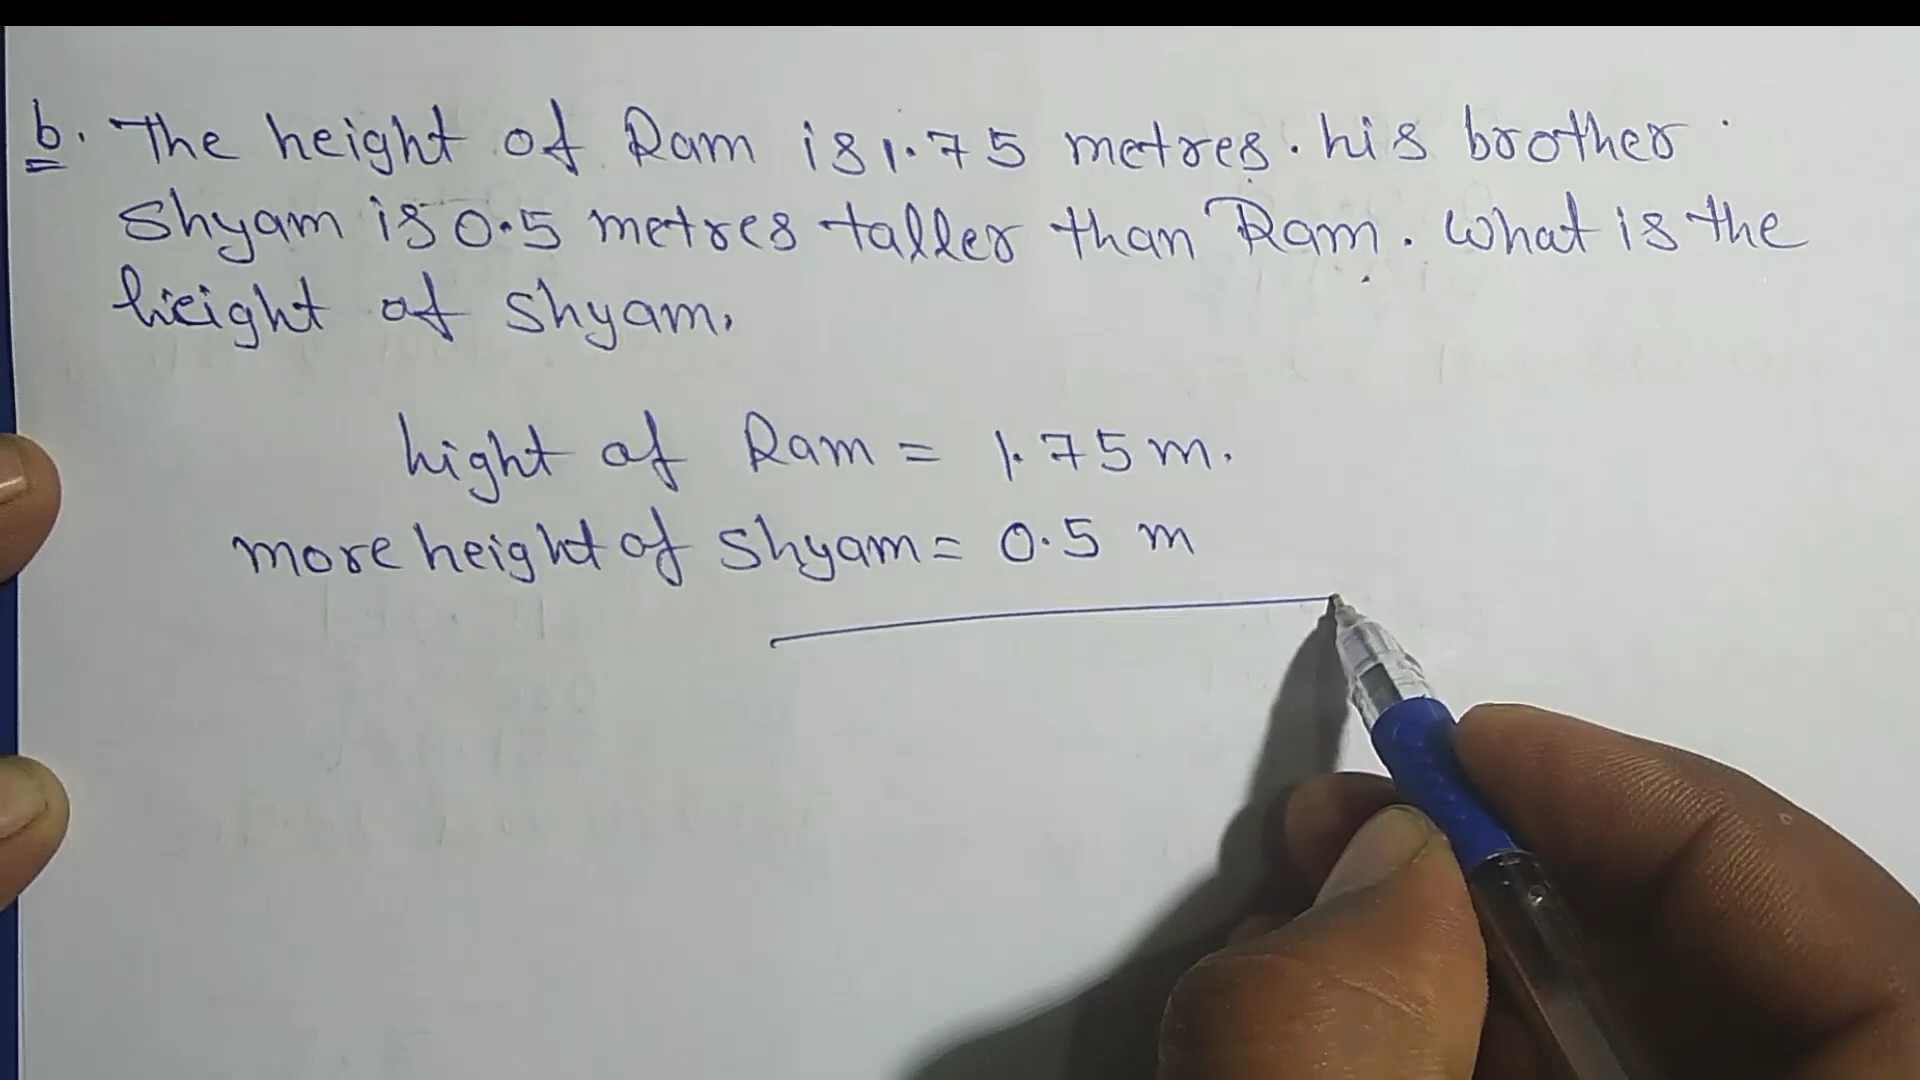 b. The height of Ram is 1.75 metres. his brother
Shyam is 0.5 metres taller than Ram. What is the
height of Shyam.
hight of Ram = 1.75 m.
more height of Shyam = 0.5 m